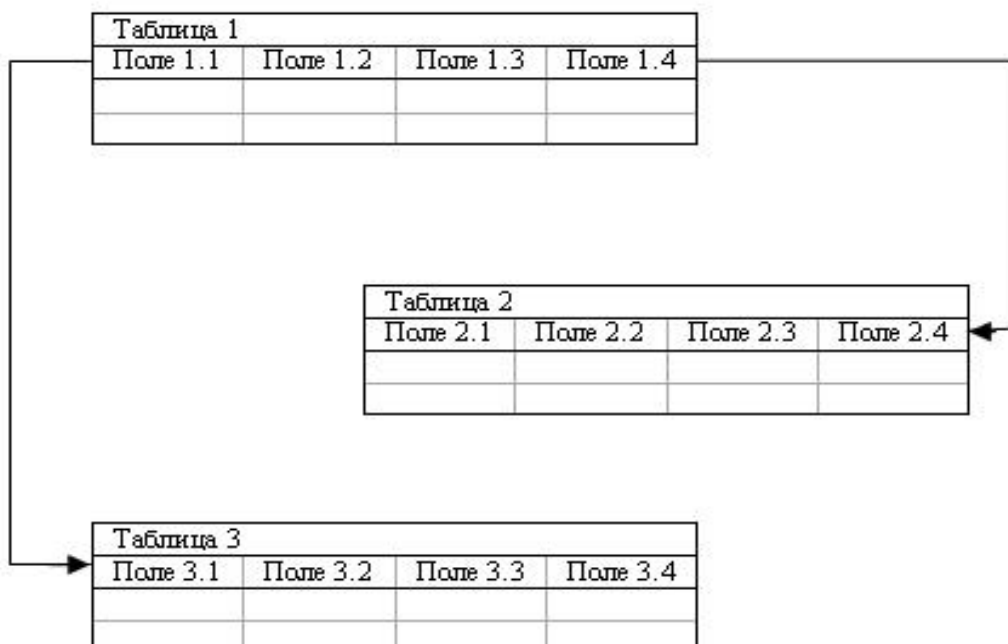 Таблица 1
Поле 1.1 Поле 1.2 Поле 1.3 Поле 1.4
Таблица 2
Поле 2.1 Поле 2.2 Поле 2.3 Поле 2.4
Таблица 3
Поле 3.1 Поле 3.2 Поле 3.3 Поле 3.4